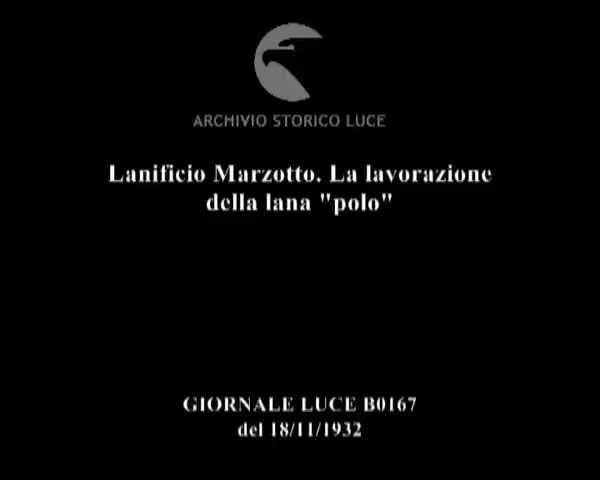 ARCHIVIO STORICO LUCE
Lanificio Marzotto. La lavorazione
della lana "polo"
GIORNALE LUCE B0167
del 18/11/1932